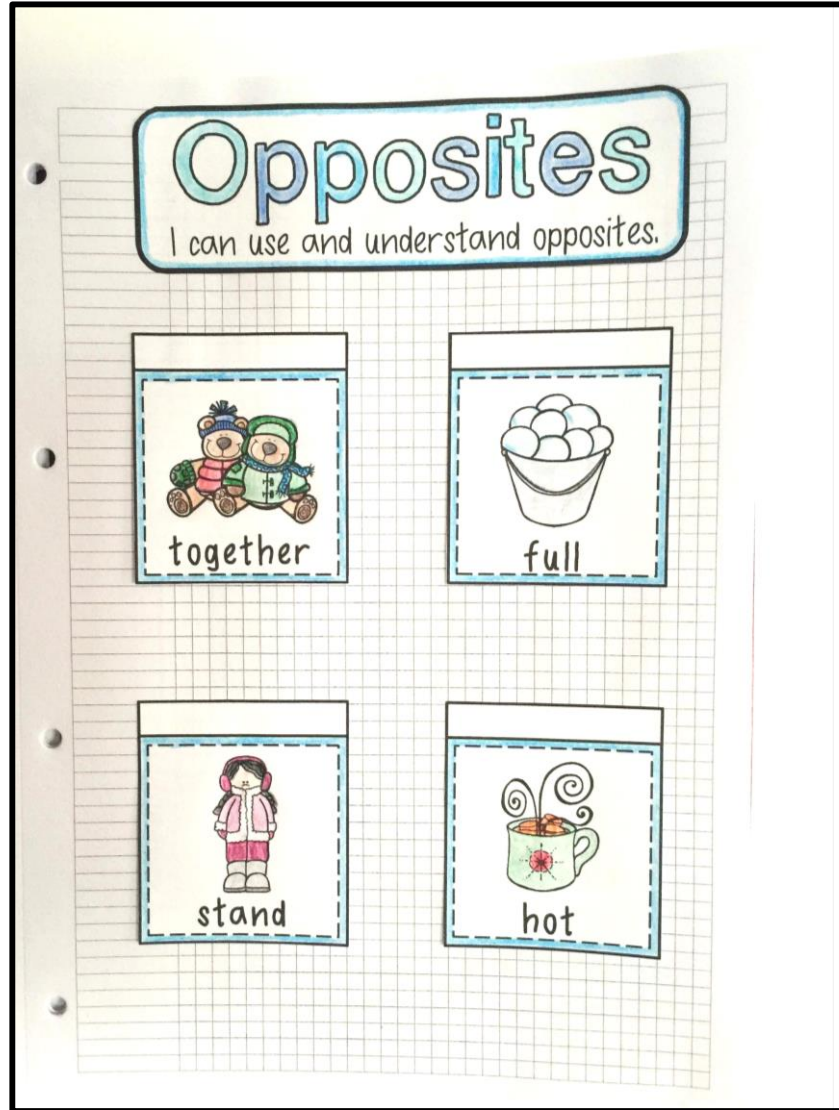 Opposites
I can use and understand opposites.
together
full
stand
hot